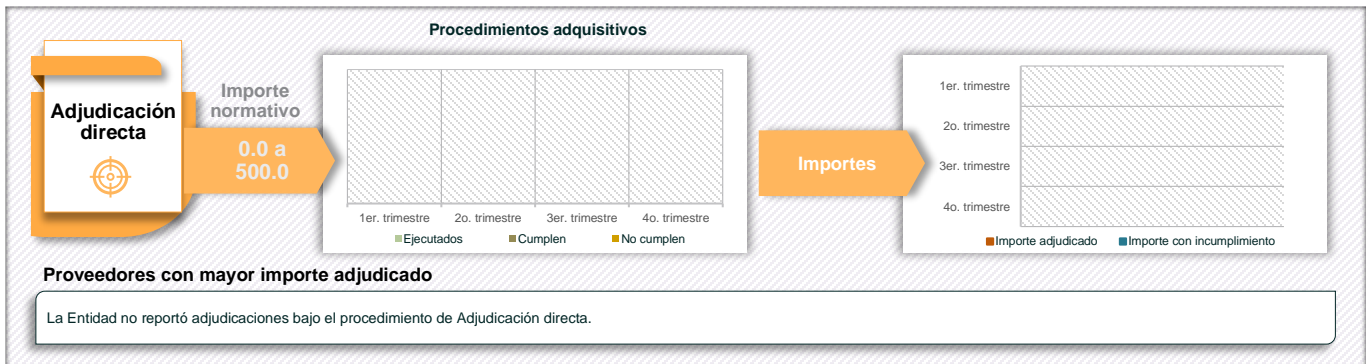 Procedimientos adquisitivos
Adjudicación
directa
Importe
normativo
0.0 a
500.0
1er. trimestre
2o. trimestre
3er. trimestre
4o. trimestre
Ejecutados
Cumplen
No cumplen
Importes
1er. trimestre
2o. trimestre
3er. trimestre
4o. trimestre
Importe adjudicado
Importe con incumplimiento
Proveedores con mayor importe adjudicado
La Entidad no reportó adjudicaciones bajo el procedimiento de Adjudicación directa.